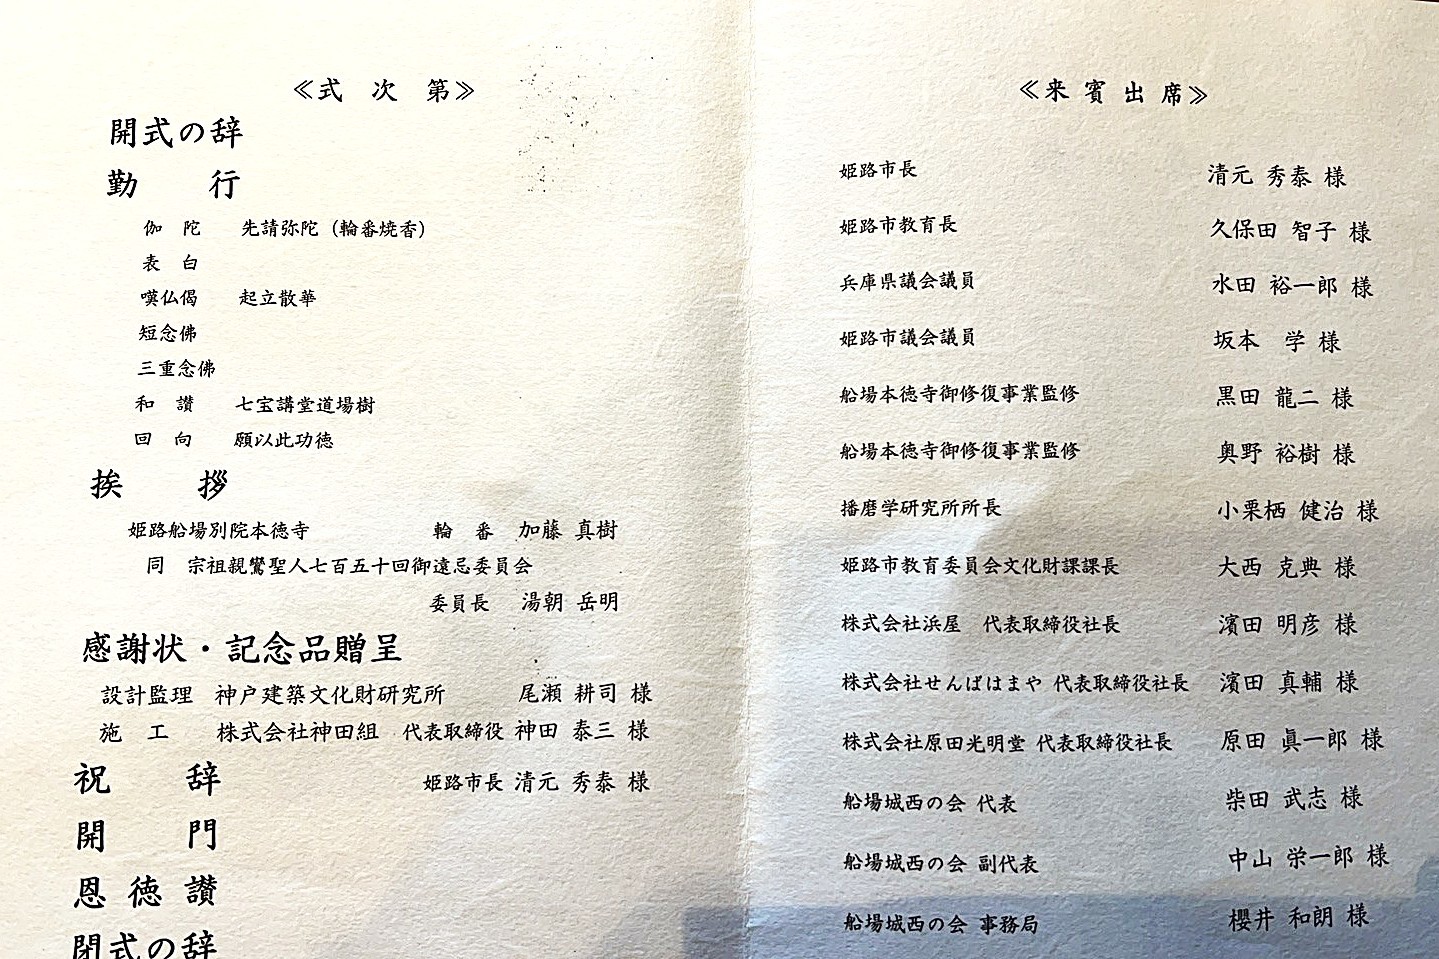 ≪式　次　第≫
開式の辞
勤　行
伽　陀　先請弥陀（輪番焼香）
表　白
嘆仏偈　起立散華
短念佛
三重念佛
和　讃　七宝講堂道場樹
回　向　願以此功徳
挨　拶
姫路船場別院本徳寺　輪　番　加藤 真樹
同　宗祖親鸞聖人七百五十回御遠忌委員会
委員長　湯朝 岳明
感謝状・記念品贈呈
設計監理　神戸建築文化財研究所　尾瀬 耕司 様
施　工　株式会社神田組　代表取締役 神田 泰三 様
祝　辞　姫路市長 清元 秀泰 様
開　門
恩 徳 讃
閉式の辞
≪来 賓 出 席≫
姫路市長　清元 秀泰 様
姫路市教育長　久保田 智子 様
兵庫県議会議員　水田 裕一郎 様
姫路市議会議員　坂本　学 様
船場本徳寺御修復事業監修　黒田 龍二 様
船場本徳寺御修復事業監修　奥野 裕樹 様
播磨学研究所所長　小栗栖 健治 様
姫路市教育委員会文化財課課長　大西 克典 様
株式会社浜屋　代表取締役社長　濱田 明彦 様
株式会社せんばはまや 代表取締役社長　濱田 真輔 様
株式会社原田光明堂 代表取締役社長　原田 眞一郎 様
船場城西の会 代表　柴田 武志 様
船場城西の会 副代表　中山 栄一郎 様
船場城西の会 事務局　櫻井 和朗 様